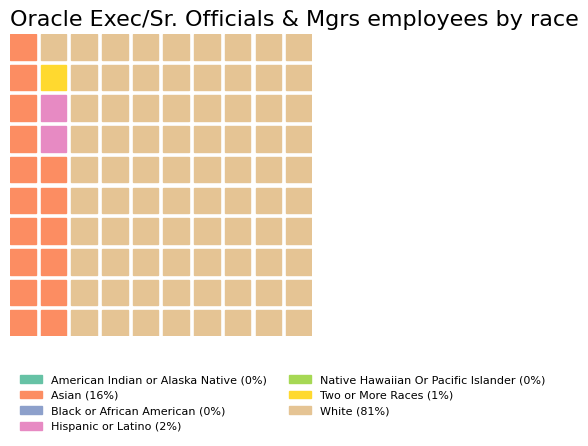 Oracle Exec/Sr. Officials & Mgrs employees by race
American Indian or Alaska Native (0%)
Asian (16%)
Black or African American (0%)
Hispanic or Latino (2%)
Native Hawaiian Or Pacific Islander (0%)
Two or More Races (1%)
White (81%)